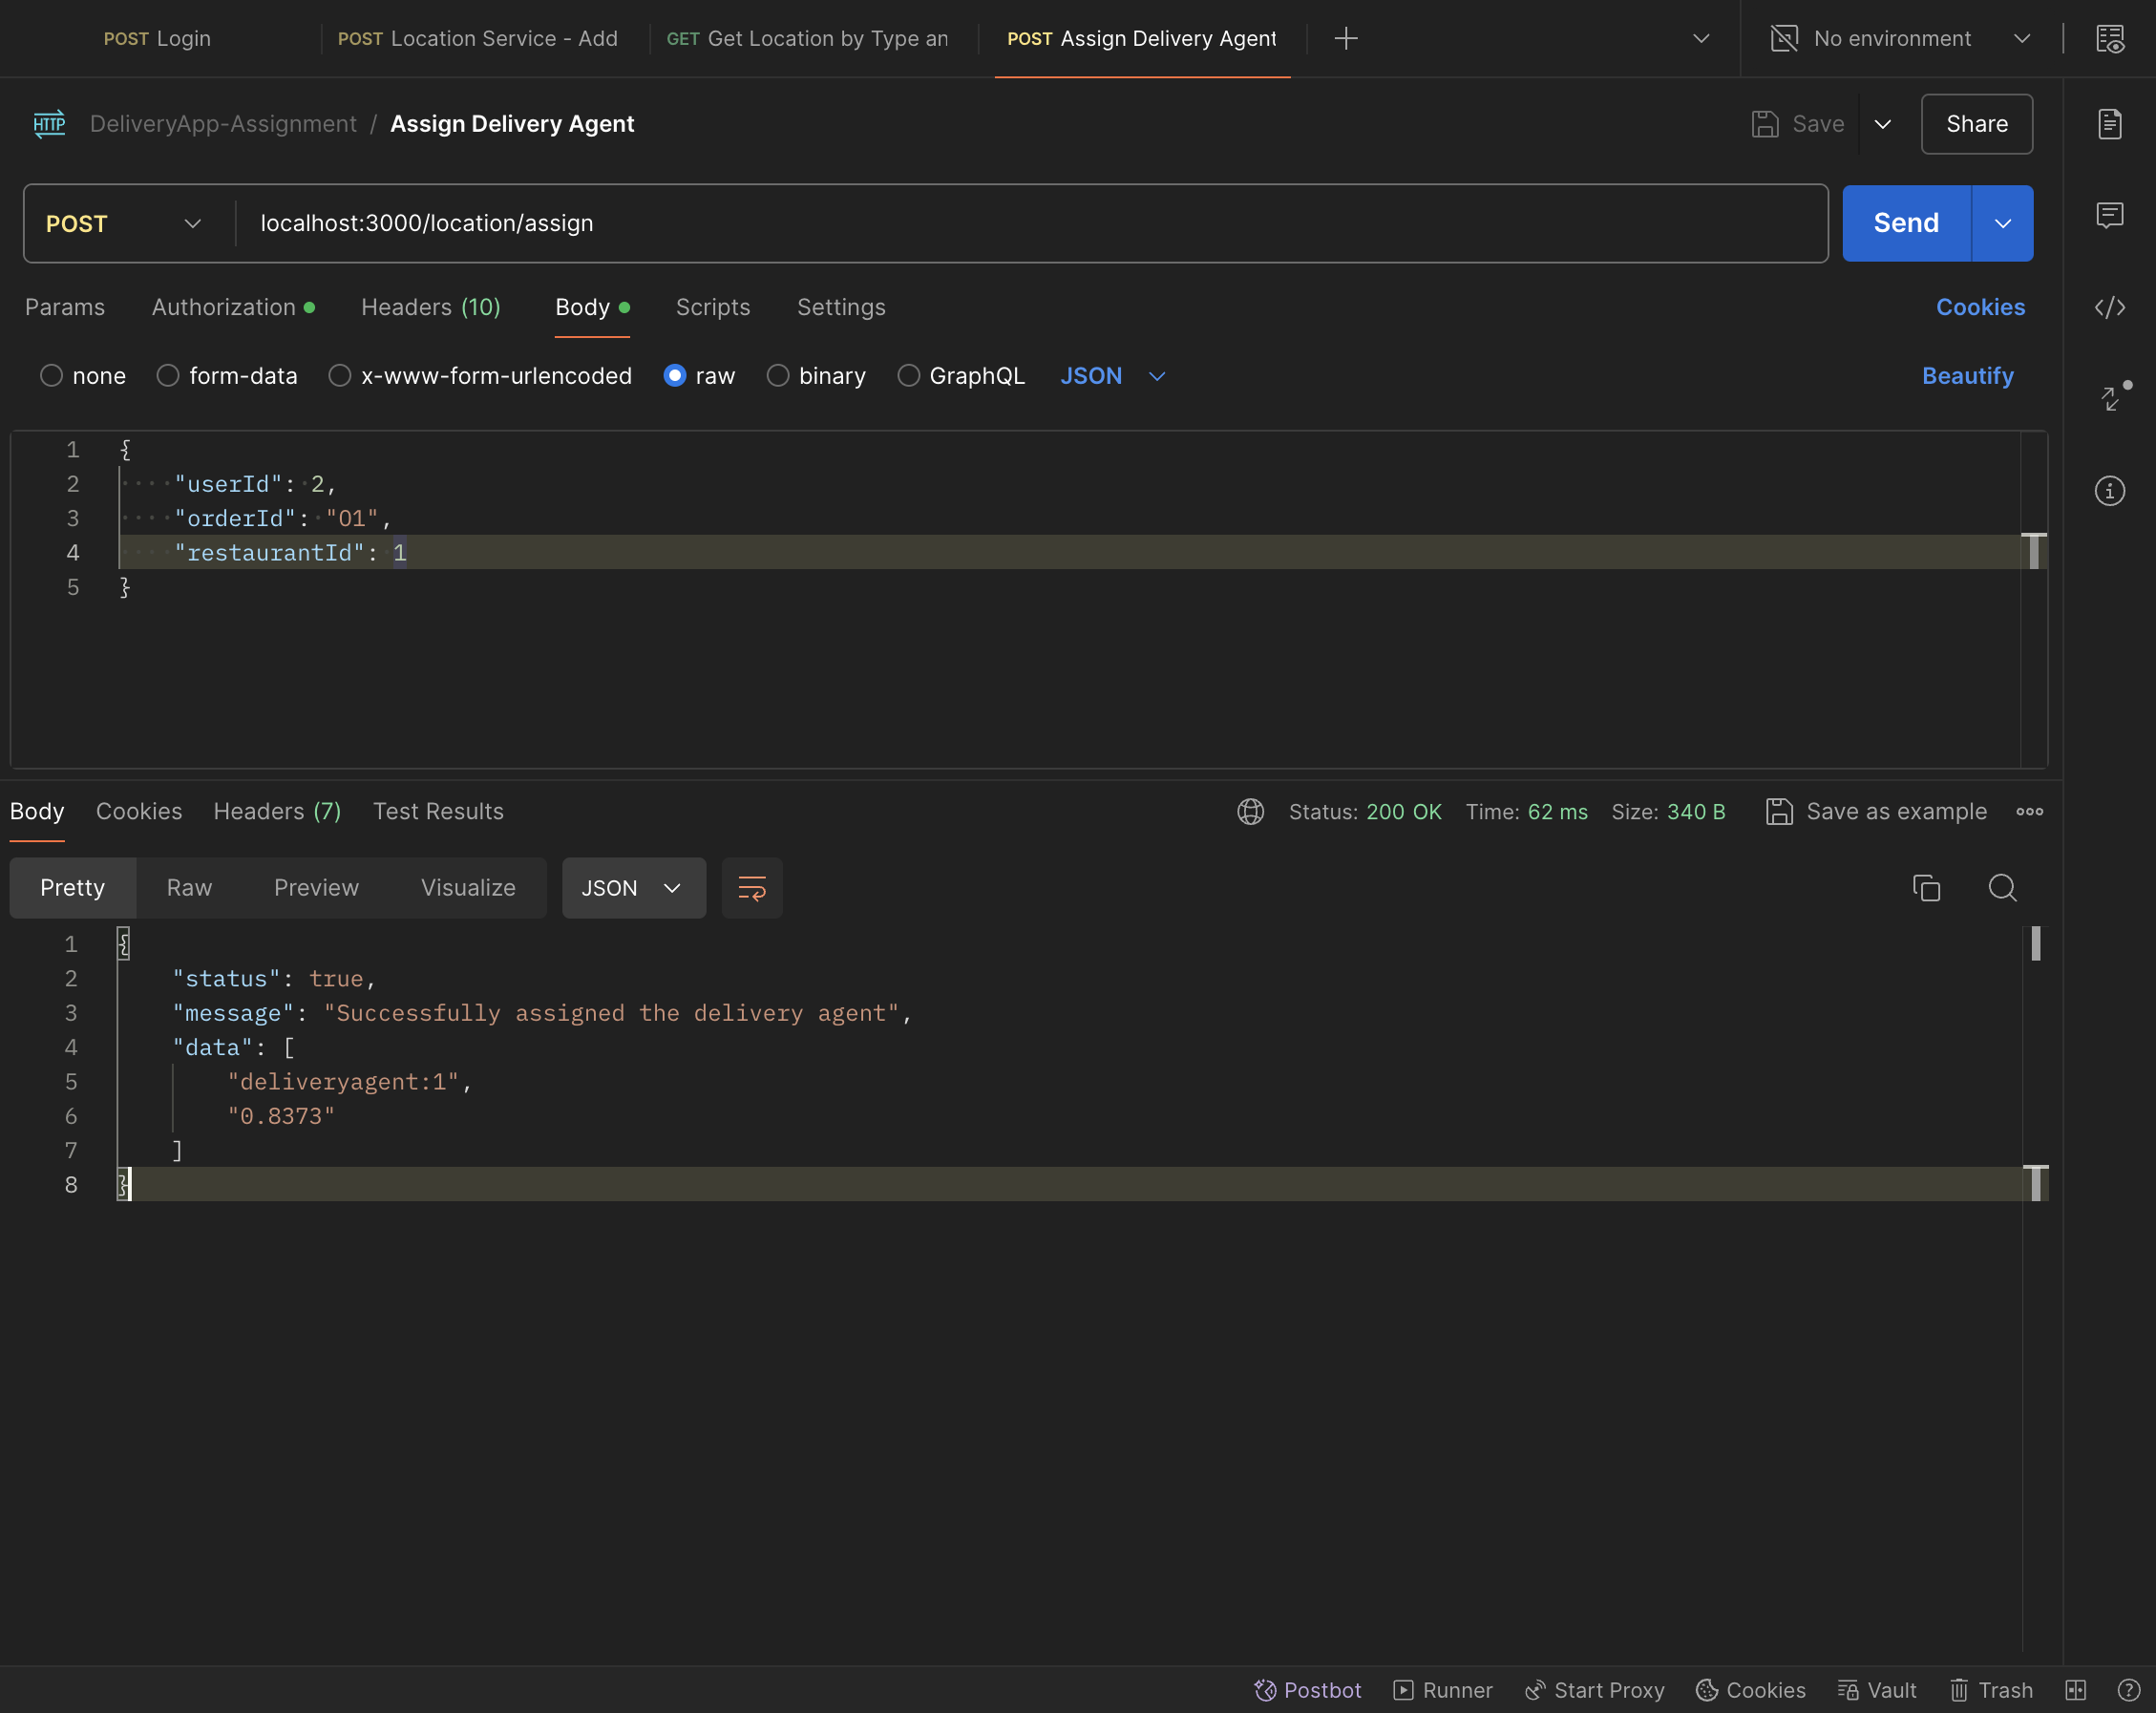 POST Login
POST Location Service - Add
GET Get Location by Type an
POST Assign Delivery Agent
No environment
HTTP DeliveryApp-Assignment / Assign Delivery Agent
Save
Share
POST localhost:3000/location/assign
Send
Params Authorization Headers (10) Body Scripts Settings Cookies
none form-data x-www-form-urlencoded raw binary GraphQL JSON Beautify
1 {
2 "userId": 2,
3 "orderId": "O1",
4 "restaurantId": 1
5 }
Body Cookies Headers (7) Test Results Status: 200 OK Time: 62 ms Size: 340 B Save as example
Pretty Raw Preview Visualize JSON
1 {
2 "status": true,
3 "message": "Successfully assigned the delivery agent",
4 "data": [
5 "deliveryagent:1",
6 "0.8373"
7 ]
8 }
Postbot Runner Start Proxy Cookies Vault Trash